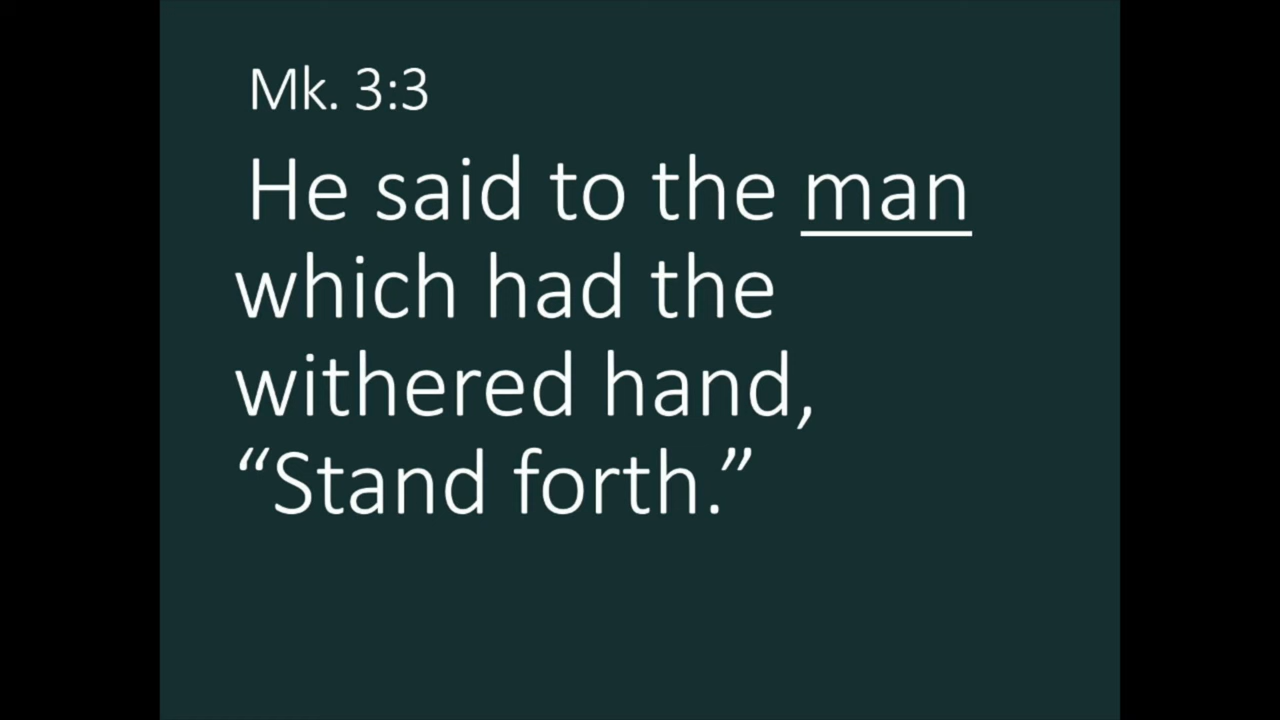 Mk. 3:3
He said to the man
which had the
withered hand,
“Stand forth.”